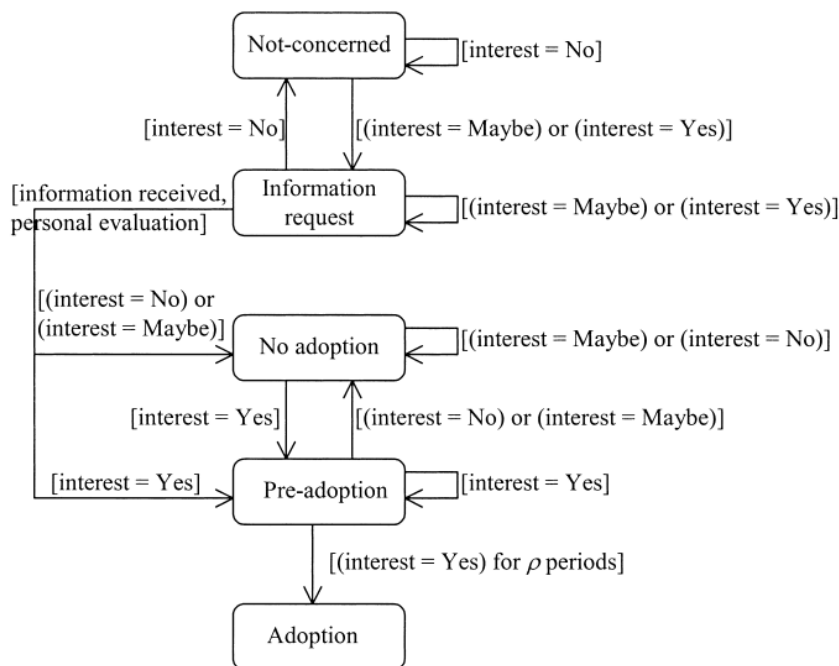 Not-concerned
[interest = No]
[interest = No]
[(interest = Maybe) or (interest = Yes)]
[information received,
personal evaluation]
Information
request
[(interest = Maybe) or (interest = Yes)]
[(interest = No) or
(interest = Maybe)]
No adoption
[(interest = Maybe) or (interest = No)]
[interest = Yes]
[(interest = No) or (interest = Maybe)]
[interest = Yes]
Pre-adoption
[interest = Yes]
[(interest = Yes) for ρ periods]
Adoption